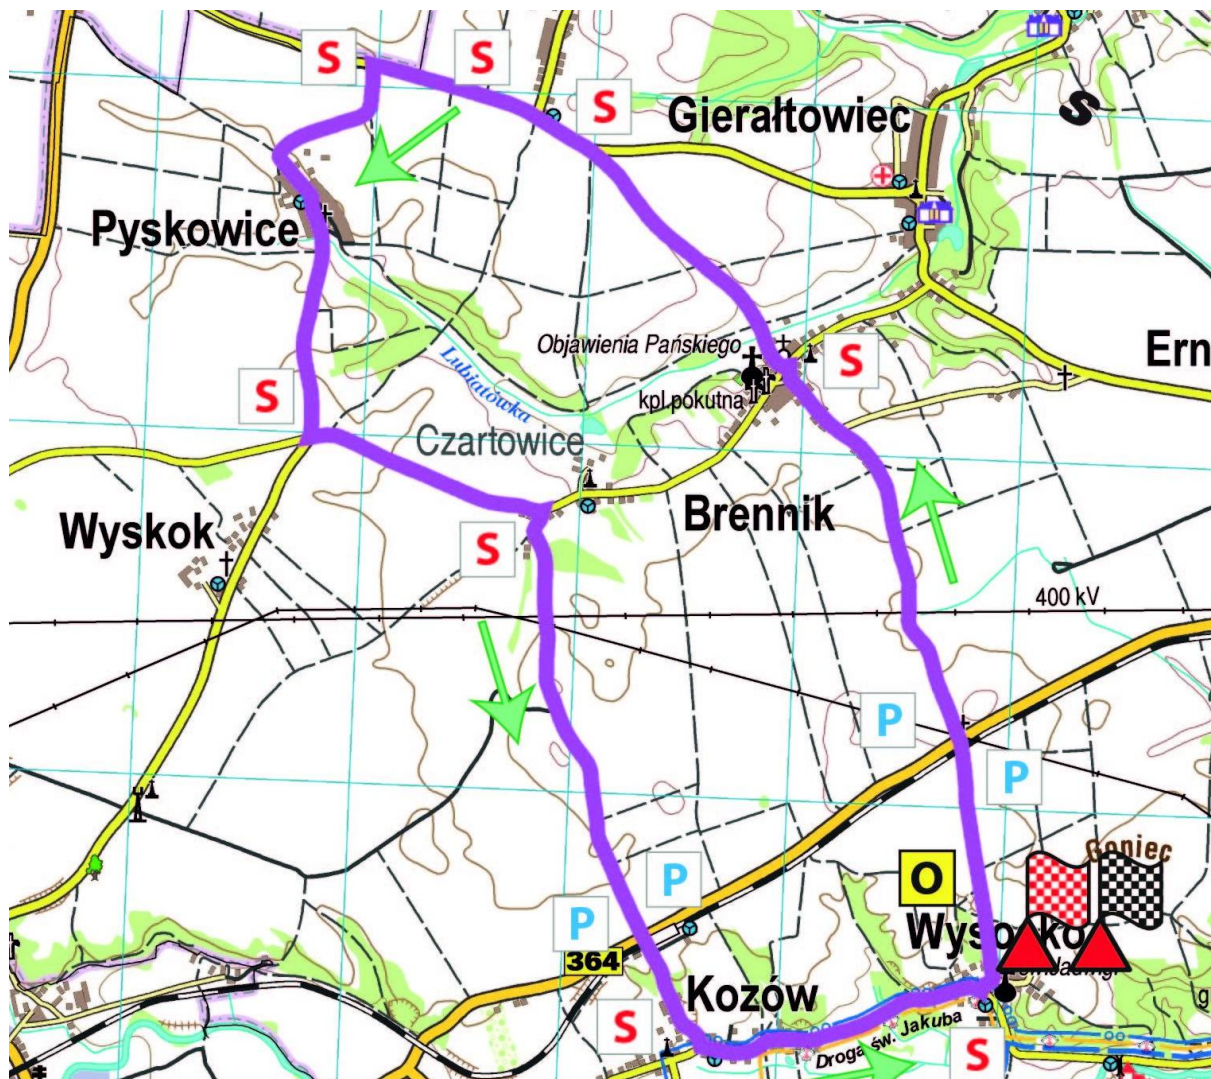 S
S
S
Gierałtowiec
S
Pyskowice
Objawienia Pańskiego
Ern
S
Lubiatówka
kpl.pokutna
S
Czartowice
Wyskok
Brennik
S
400 kV
P
P
Goniec
P
O
P
Wysocko
364
Kozów
S
Droga św. Jakuba
S
g